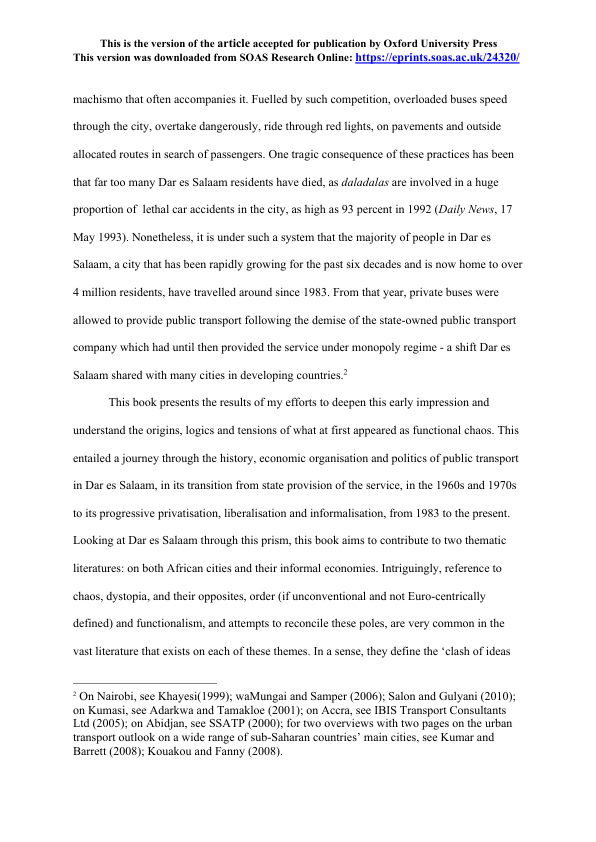 This is the version of the article accepted for publication by Oxford University Press
This version was downloaded from SOAS Research Online: https://eprints.soas.ac.uk/24320/
machismo that often accompanies it. Fuelled by such competition, overloaded buses speed
through the city, overtake dangerously, ride through red lights, on pavements and outside
allocated routes in search of passengers. One tragic consequence of these practices has been
that far too many Dar es Salaam residents have died, as daladalas are involved in a huge
proportion of  lethal car accidents in the city, as high as 93 percent in 1992 (Daily News, 17
May 1993). Nonetheless, it is under such a system that the majority of people in Dar es
Salaam, a city that has been rapidly growing for the past six decades and is now home to over
4 million residents, have travelled around since 1983. From that year, private buses were
allowed to provide public transport following the demise of the state-owned public transport
company which had until then provided the service under monopoly regime - a shift Dar es
Salaam shared with many cities in developing countries.2
This book presents the results of my efforts to deepen this early impression and
understand the origins, logics and tensions of what at first appeared as functional chaos. This
entailed a journey through the history, economic organisation and politics of public transport
in Dar es Salaam, in its transition from state provision of the service, in the 1960s and 1970s
to its progressive privatisation, liberalisation and informalisation, from 1983 to the present.
Looking at Dar es Salaam through this prism, this book aims to contribute to two thematic
literatures: on both African cities and their informal economies. Intriguingly, reference to
chaos, dystopia, and their opposites, order (if unconventional and not Euro-centrically
defined) and functionalism, and attempts to reconcile these poles, are very common in the
vast literature that exists on each of these themes. In a sense, they define the ‘clash of ideas
2 On Nairobi, see Khayesi(1999); waMungai and Samper (2006); Salon and Gulyani (2010);
on Kumasi, see Adarkwa and Tamakloe (2001); on Accra, see IBIS Transport Consultants
Ltd (2005); on Abidjan, see SSATP (2000); for two overviews with two pages on the urban
transport outlook on a wide range of sub-Saharan countries’ main cities, see Kumar and
Barrett (2008); Kouakou and Fanny (2008).